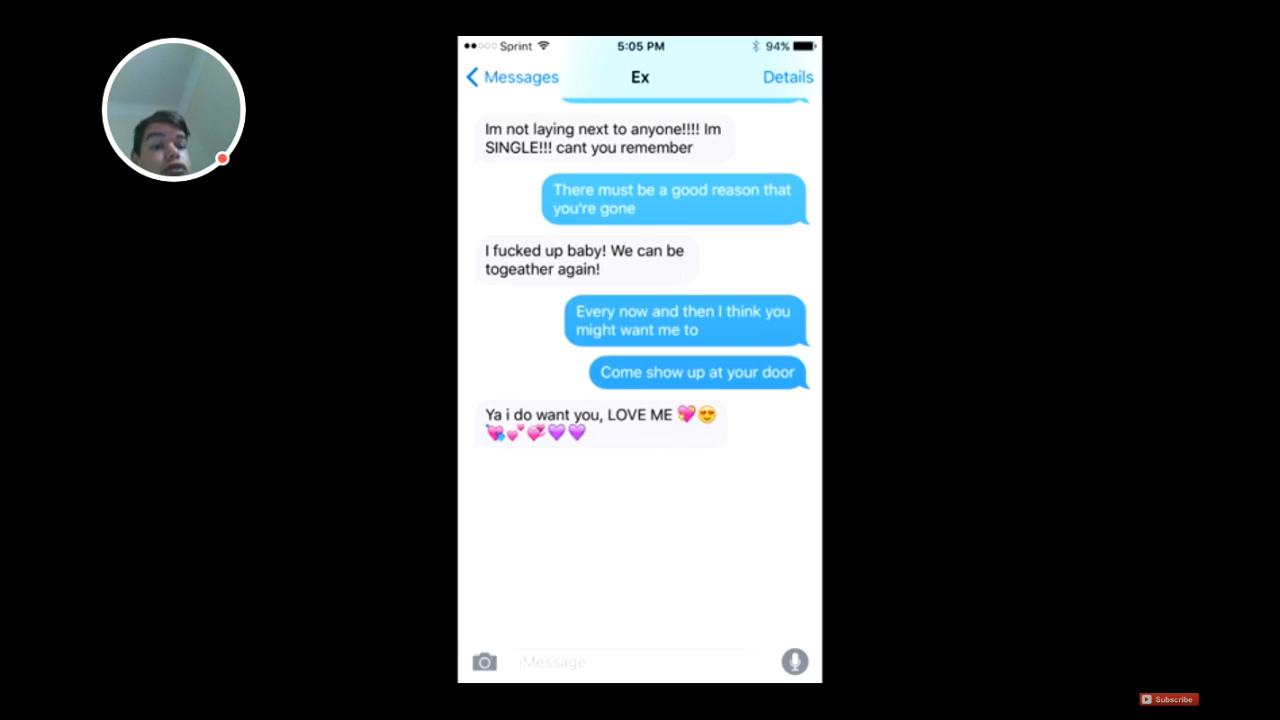 Sprint 5:05 PM 94%
Messages Ex Details
Im not laying next to anyone!!!! Im
SINGLE!!! cant you remember
There must be a good reason that
you're gone
I fucked up baby! We can be
togeather again!
Every now and then I think you
might want me to
Come show up at your door
Ya i do want you, LOVE ME 💖😍
💘💕💞💜💜
iMessage
Subscribe